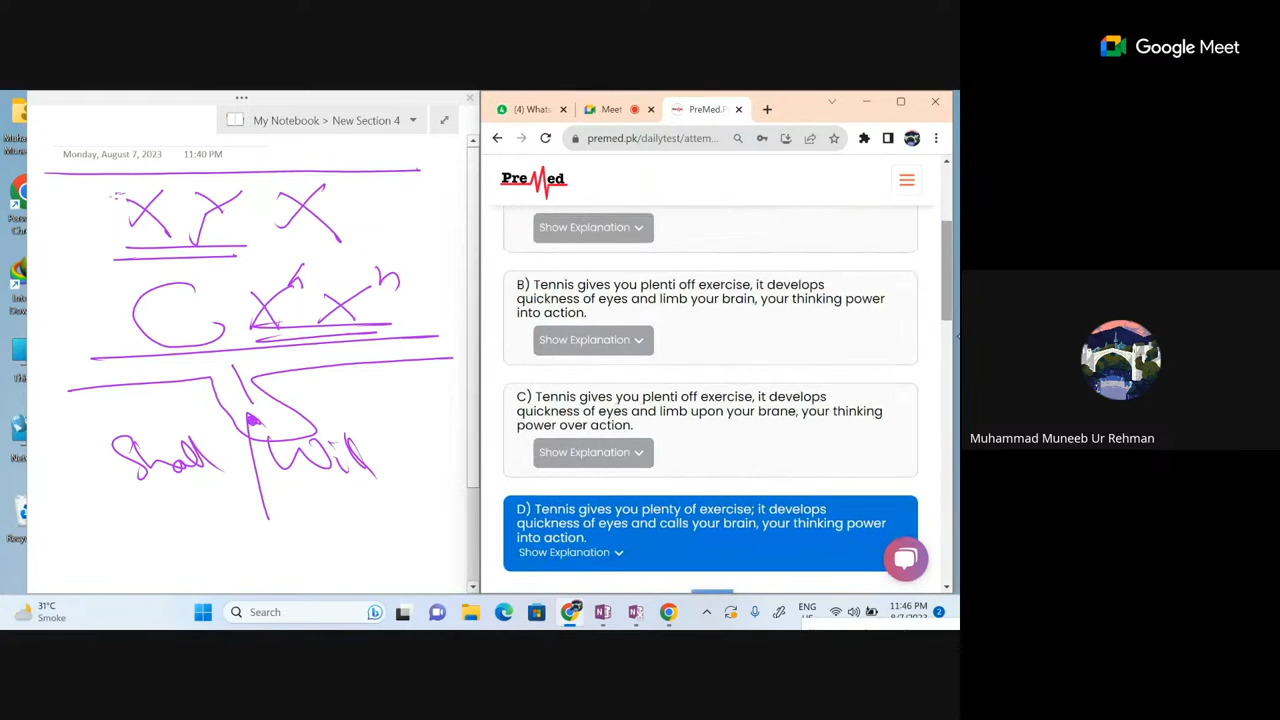 Google Meet
My Notebook > New Section 4
Monday, August 7, 2023 11:40 PM
X Y X
C X^h X^h
Shall
(4) Whats
Meet
PreMed.P
premed.pk/dailytest/attem...
PreMed
Show Explanation
B) Tennis gives you plenti off exercise, it develops
quickness of eyes and limb your brain, your thinking power
into action.
Show Explanation
C) Tennis gives you plenti off exercise, it develops
quickness of eyes and limb upon your brane, your thinking
power over action.
Show Explanation
D) Tennis gives you plenty of exercise; it develops
quickness of eyes and calls your brain, your thinking power
into action.
Show Explanation
Muhammad Muneeb Ur Rehman
31°C
Smoke
Search
ENG
11:46 PM
8/7/2023
2